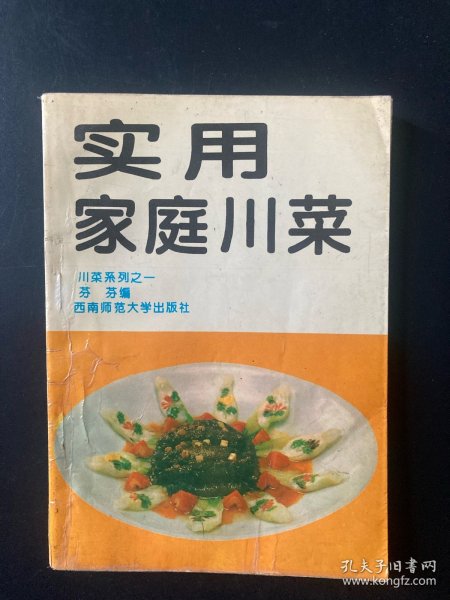 实用
家庭川菜
川菜系列之一
芬 芬编
西南师范大学出版社
孔夫子旧书网
www.kongfz.com